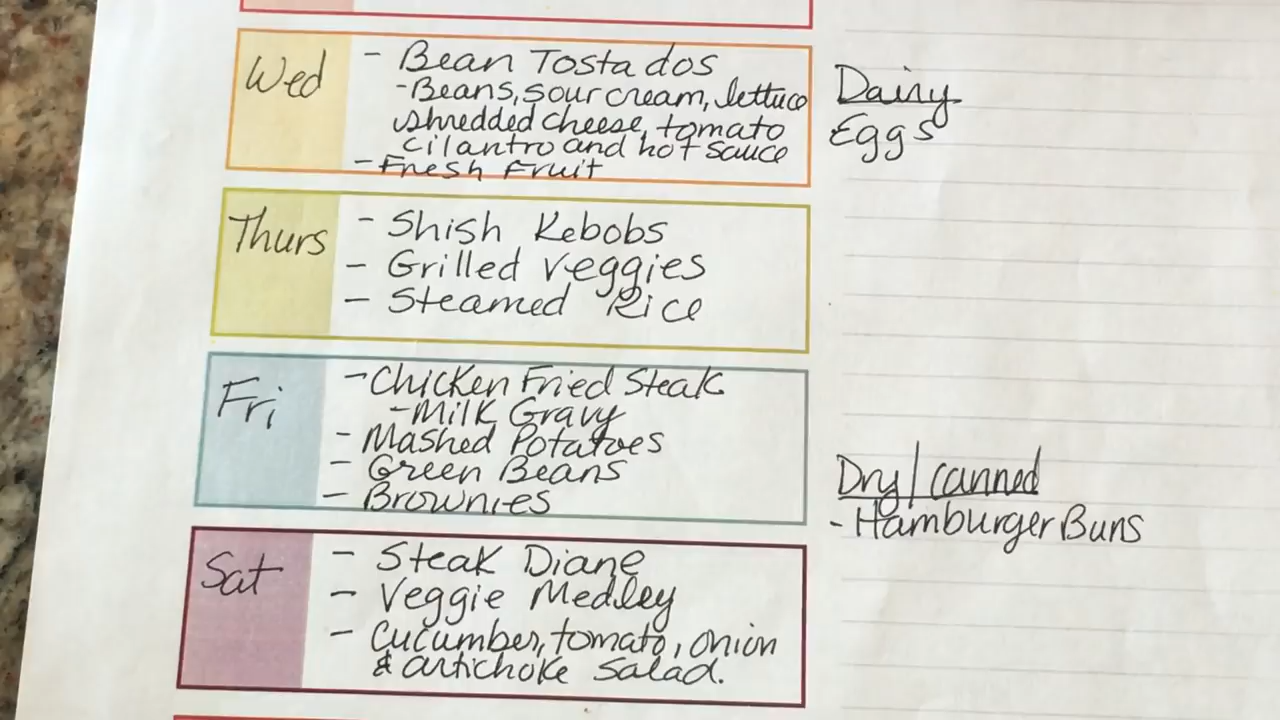 Wed
- Bean Tostados
- Beans, sour cream, lettuce
shredded cheese, tomato
cilantro and hot sauce
- Fresh Fruit
Thurs
- Shish Kebobs
- Grilled Veggies
- Steamed Rice
Fri
- Chicken Fried Steak
- Milk Gravy
- Mashed Potatoes
- Green Beans
- Brownies
Sat
- Steak Diane
- Veggie Medley
- Cucumber, tomato, onion
& artichoke salad.
Dairy
Eggs
Dry/canned
- Hamburger Buns